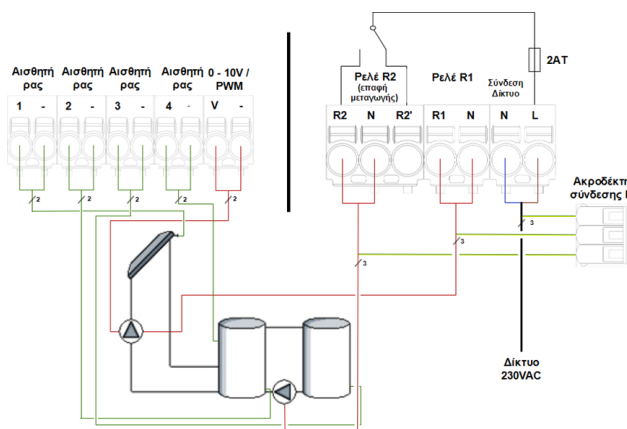 Αισθητή
ρας
Αισθητή
ρας
Αισθητή
ρας
Αισθητή
ρας
0 - 10V /
PWM
1 - 2 - 3 - 4 - V -
2 2 2 2 2
2AT
Ρελέ R2
(επαφή
μεταγωγής)
Ρελέ R1
Σύνδεση
Δίκτυο
R2 N R2' R1 N N L
Ακροδέκτη
σύνδεσης
3
3
3
Δίκτυο
230VAC